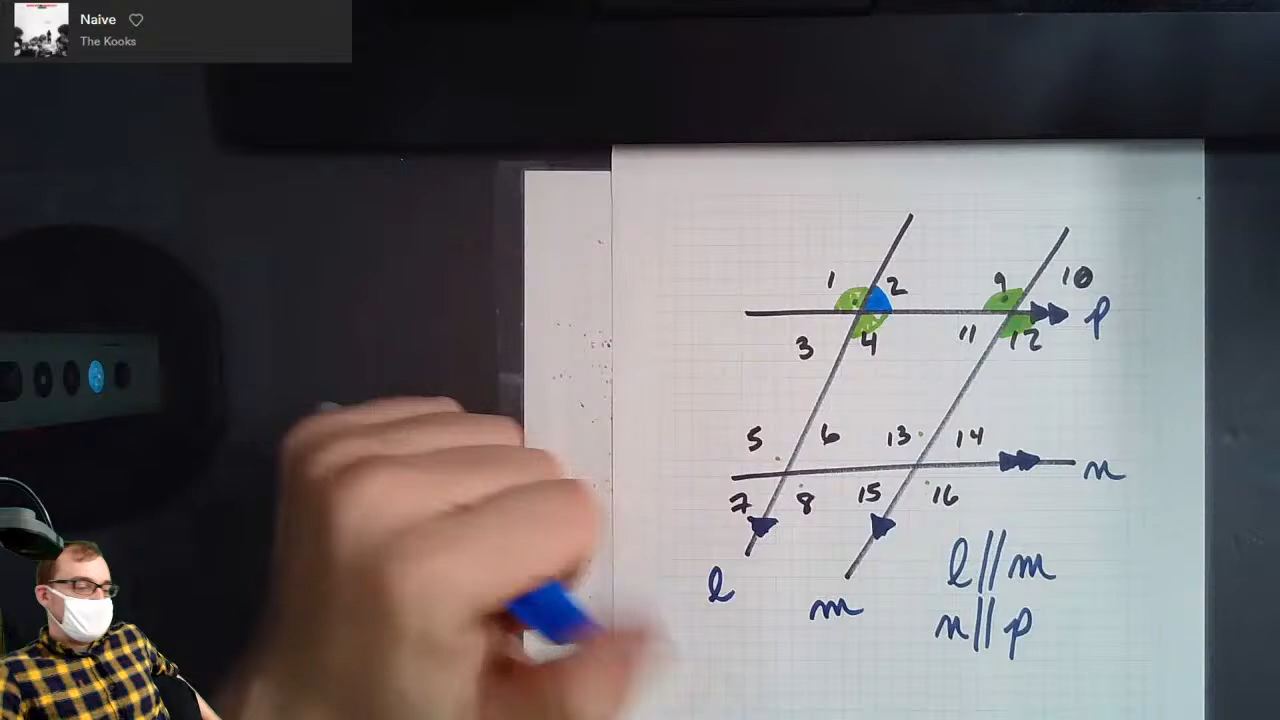 Naive
The Kooks
1 2 9 10
p
3 4 11 12
5 6 13 14
n
7 8 15 16
l m
l // m
n // p